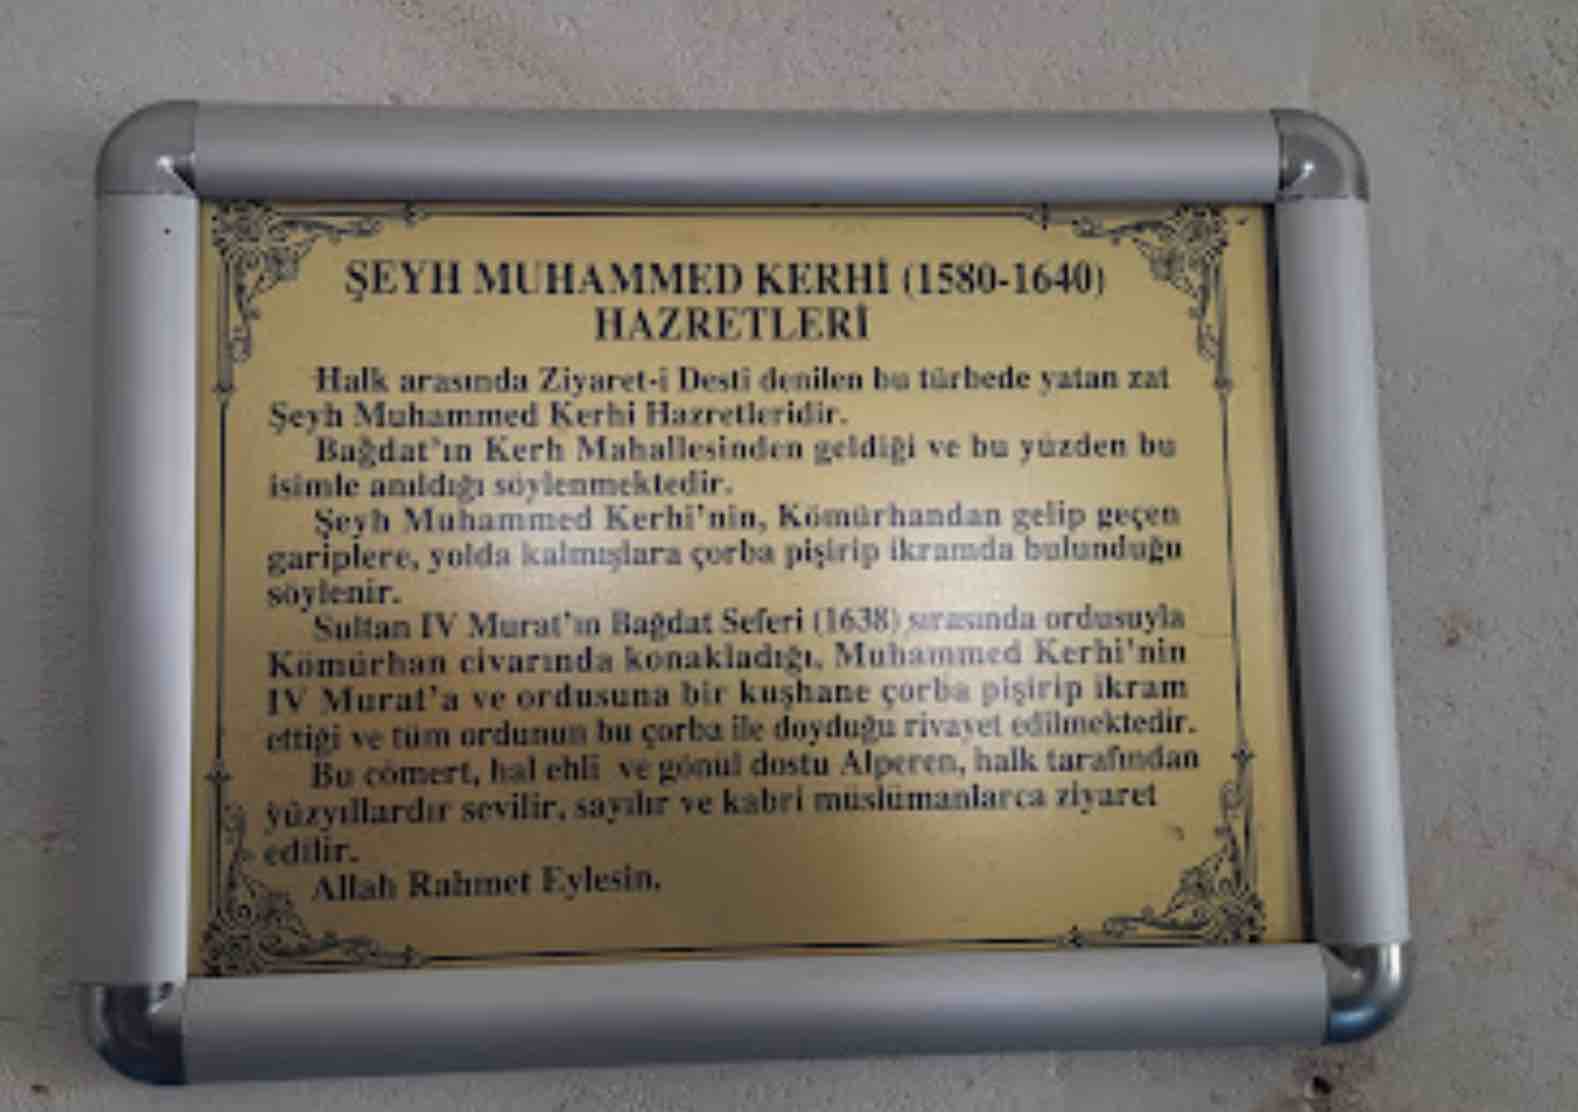 ŞEYH MUHAMMED KERHİ (1580-1640)
HAZRETLERİ
Halk arasında Ziyaret-i Desti denilen bu türbede yatan zat
Şeyh Muhammed Kerhi Hazretleridir.
Bağdat'ın Kerh Mahallesinden geldiği ve bu yüzden bu
isimle anıldığı söylenmektedir.
Şeyh Muhammed Kerhi'nin, Kömürhandan gelip geçen
gariplere, yolda kalmışlara çorba pişirip ikramda bulunduğu
söylenir.
Sultan IV Murat'ın Bağdat Seferi (1638) sırasında ordusuyla
Kömürhan civarında konakladığı, Muhammed Kerhi'nin
IV Murat'a ve ordusuna bir kuşhane çorba pişirip ikram
ettiği ve tüm ordunun bu çorba ile doyduğu rivayet edilmektedir.
Bu cömert, hal ehli ve gönül dostu Alperen, halk tarafından
yüzyıllardır sevilir, sayılır ve kabri müslümanlarca ziyaret
edilir.
Allah Rahmet Eylesin.